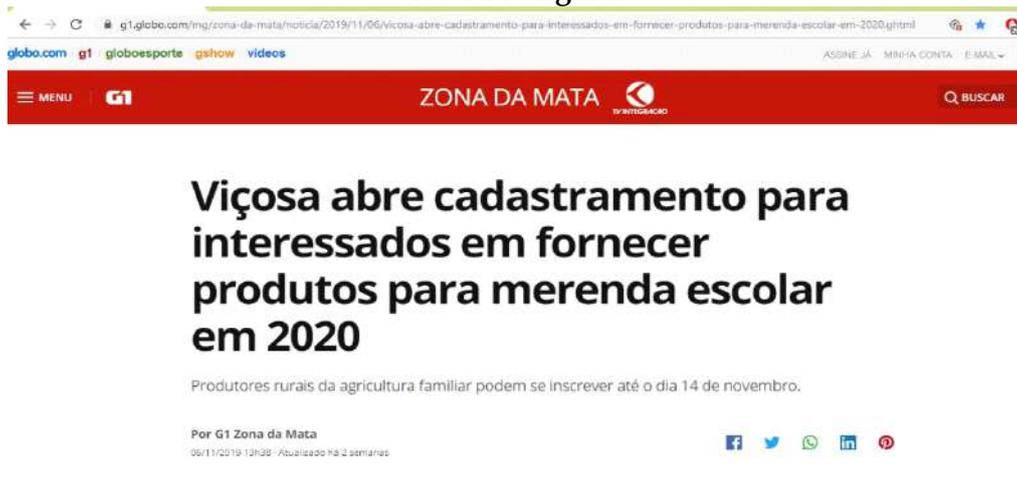 g1.globo.com/mg/zona-da-mata/noticia/2019/11/06/vicosa-abre-cadastramento-para-interessados-em-fornecer-produtos-para-merenda-escolar-em-2020.ghtml
globo.com g1 globoesporte gshow vídeos ASSINE JÁ MINHA CONTA E-MAIL
MENU G1 ZONA DA MATA TV INTEGRAÇÃO BUSCAR
Viçosa abre cadastramento para
interessados em fornecer
produtos para merenda escolar
em 2020
Produtores rurais da agricultura familiar podem se inscrever até o dia 14 de novembro.
Por G1 Zona da Mata
06/11/2019 13h38 · Atualizado há 2 semanas